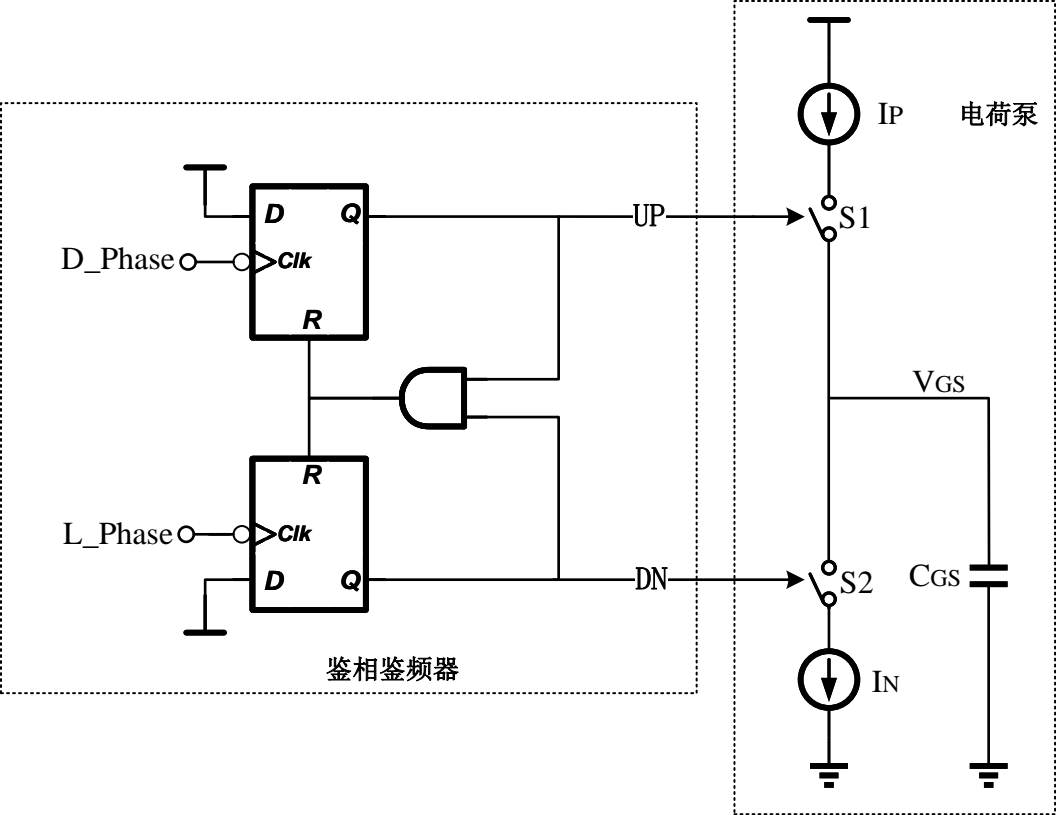 IP
电荷泵
D
Q
UP
S1
D_Phase
Clk
R
VGS
R
L_Phase
Clk
D
Q
DN
S2
CGS
鉴相鉴频器
IN